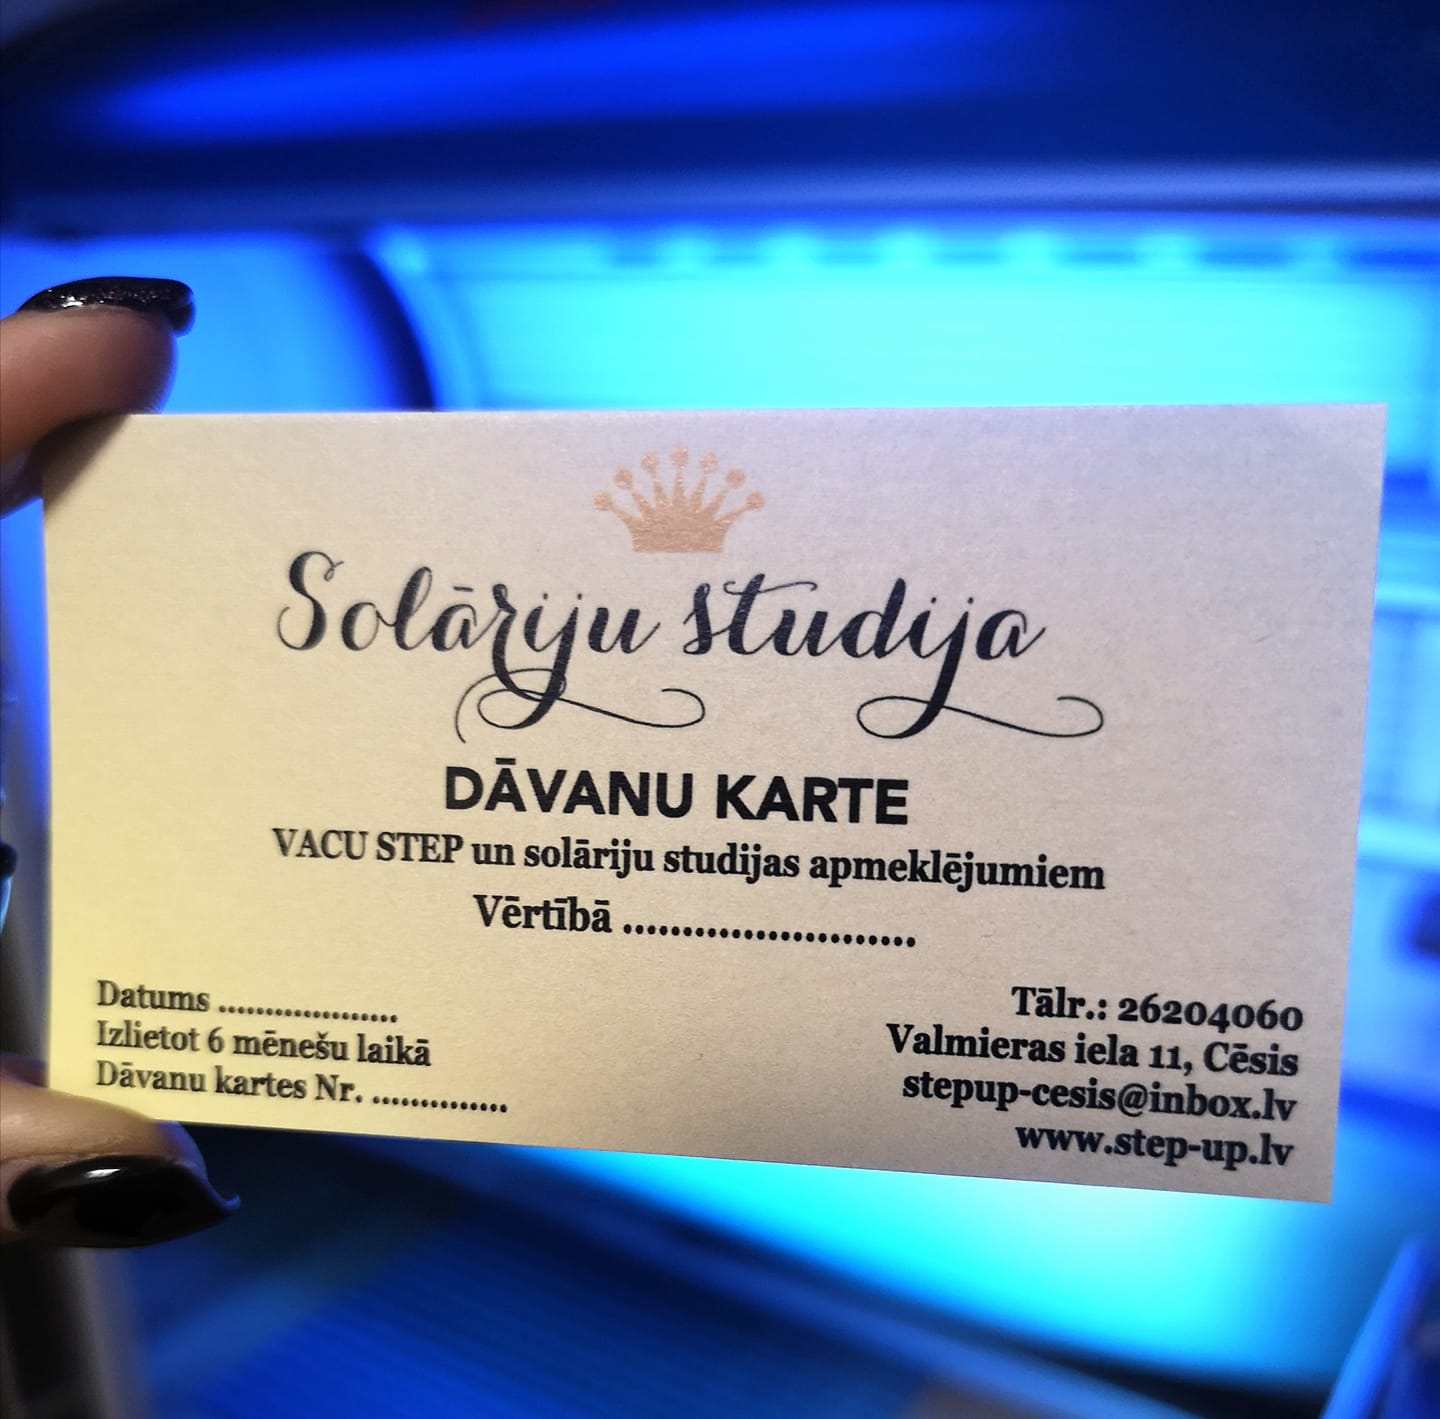 Solāriju studija
DĀVANU KARTE
VACU STEP un solāriju studijas apmeklējumiem
Vērtībā ........................
Datums ...................
Izlietot 6 mēnešu laikā
Dāvanu kartes Nr. ..............
Tālr.: 26204060
Valmieras iela 11, Cēsis
stepup-cesis@inbox.lv
www.step-up.lv